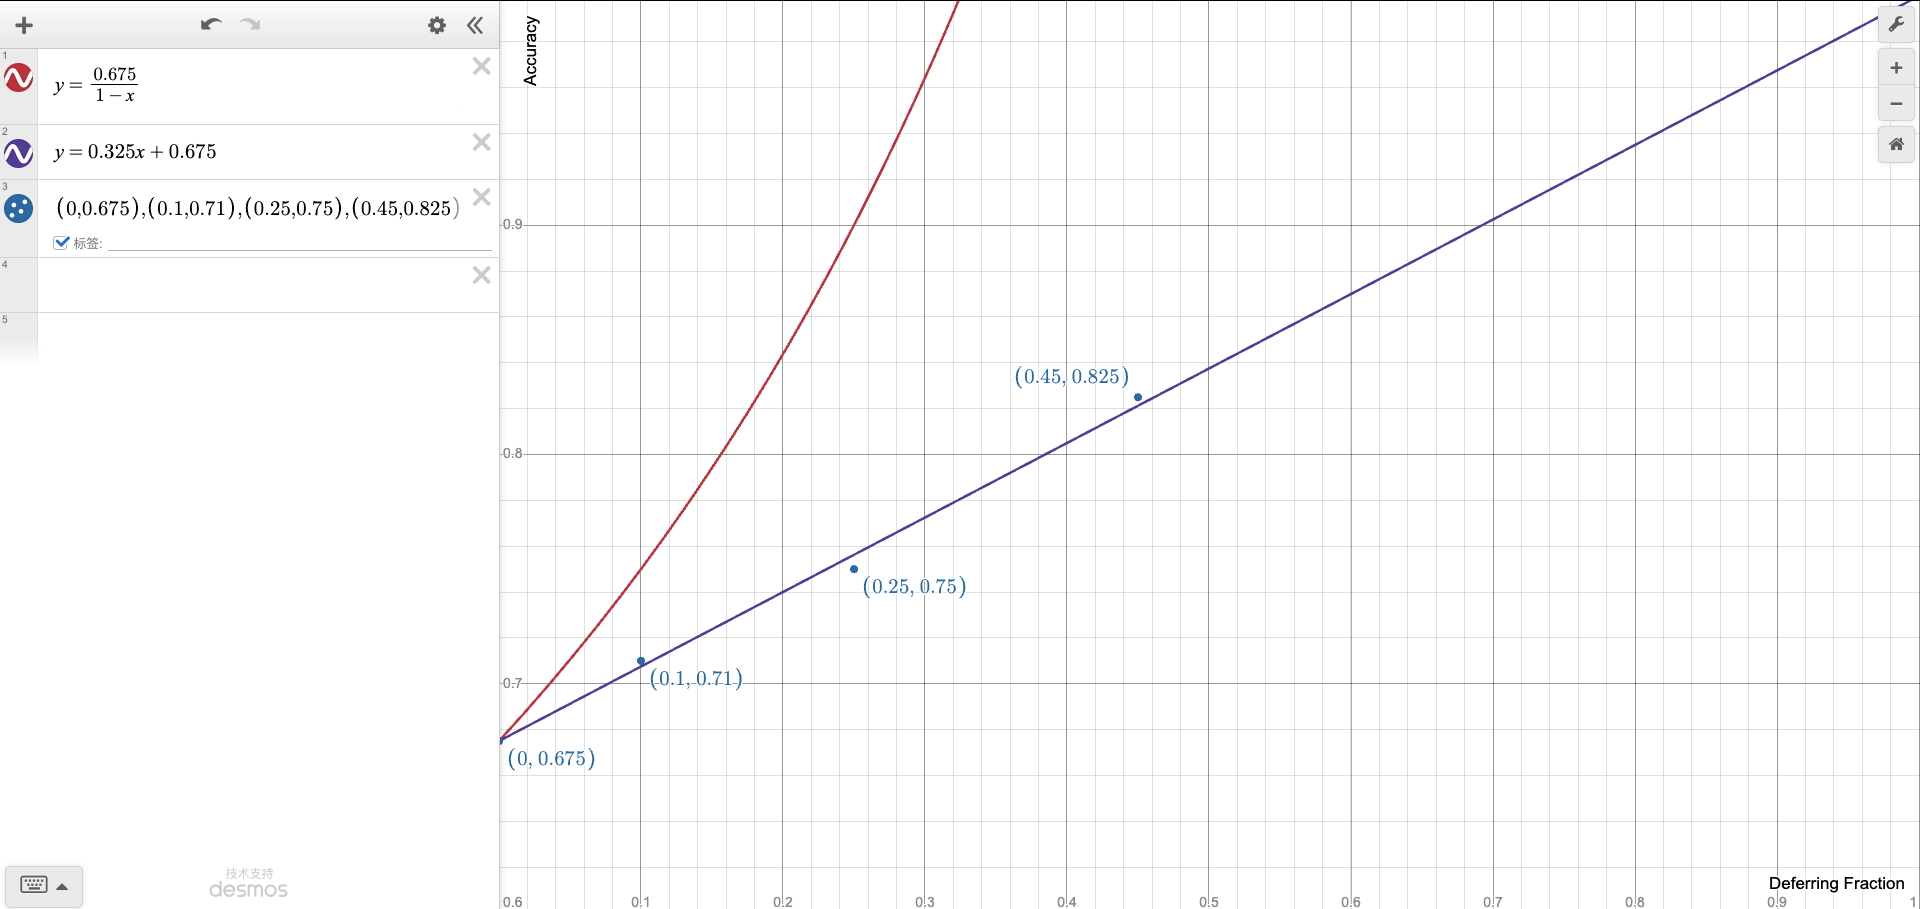 1
y = 0.675 / 1 − x
2
y = 0.325x + 0.675
3
(0,0.675),(0.1,0.71),(0.25,0.75),(0.45,0.825)
标签:
4
5
技术支持
desmos
Accuracy
0.9
(0.45, 0.825)
0.8
(0.25, 0.75)
0.7
(0.1, 0.71)
(0, 0.675)
Deferring Fraction
0.6 0.1 0.2 0.3 0.4 0.5 0.6 0.7 0.8 0.9 1